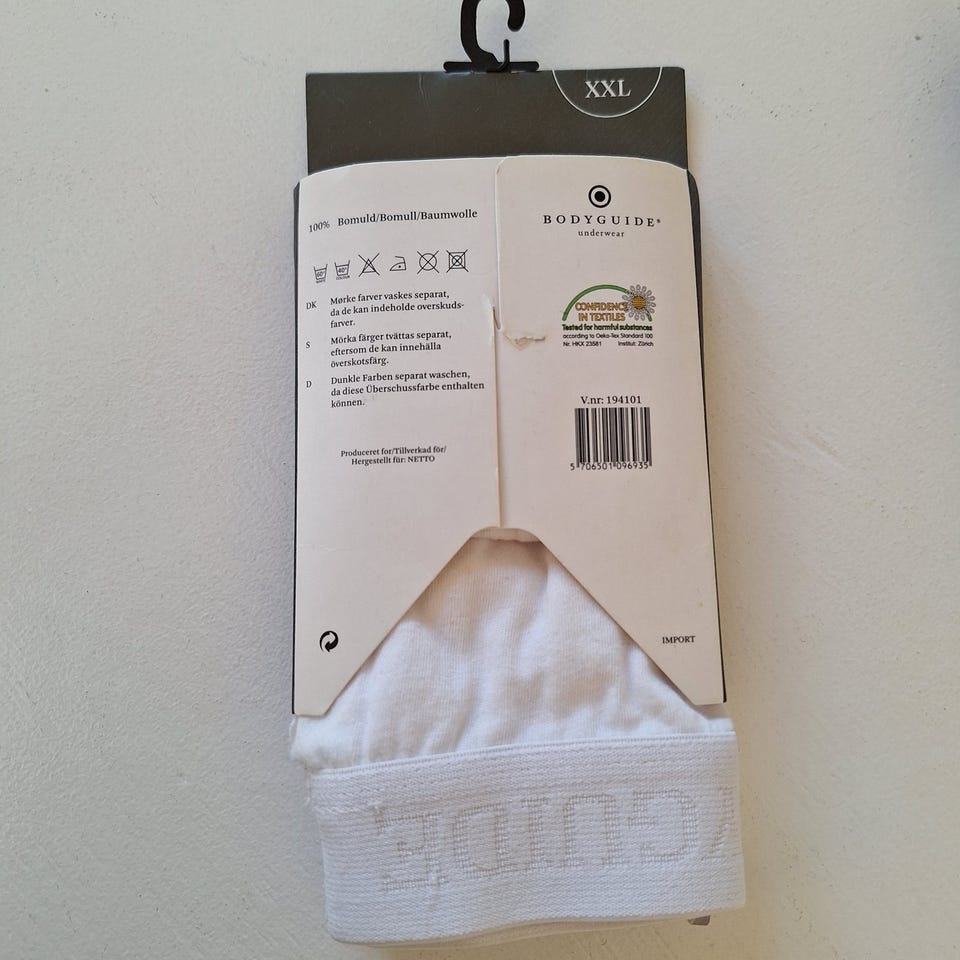 XXL
100% Bomuld/Bomull/Baumwolle
60°
40°
DK Mørke farver vaskes separat,
da de kan indeholde overskuds-
farver.
S Mörka färger tvättas separat,
eftersom de kan innehålla
överskotsfärg.
D Dunkle Farben separat waschen,
da diese Überschussfarbe enthalten
können.
Produceret for/Tillverkad för/
Hergestellt für: NETTO
BODYGUIDE®
underwear
CONFIDENCE
IN TEXTILES
Tested for harmful substances
according to Oeko-Tex Standard 100
Nr. HKX 23581 Institut: Zürich
V.nr: 194101
5 706501 096935
IMPORT
YGUIDE